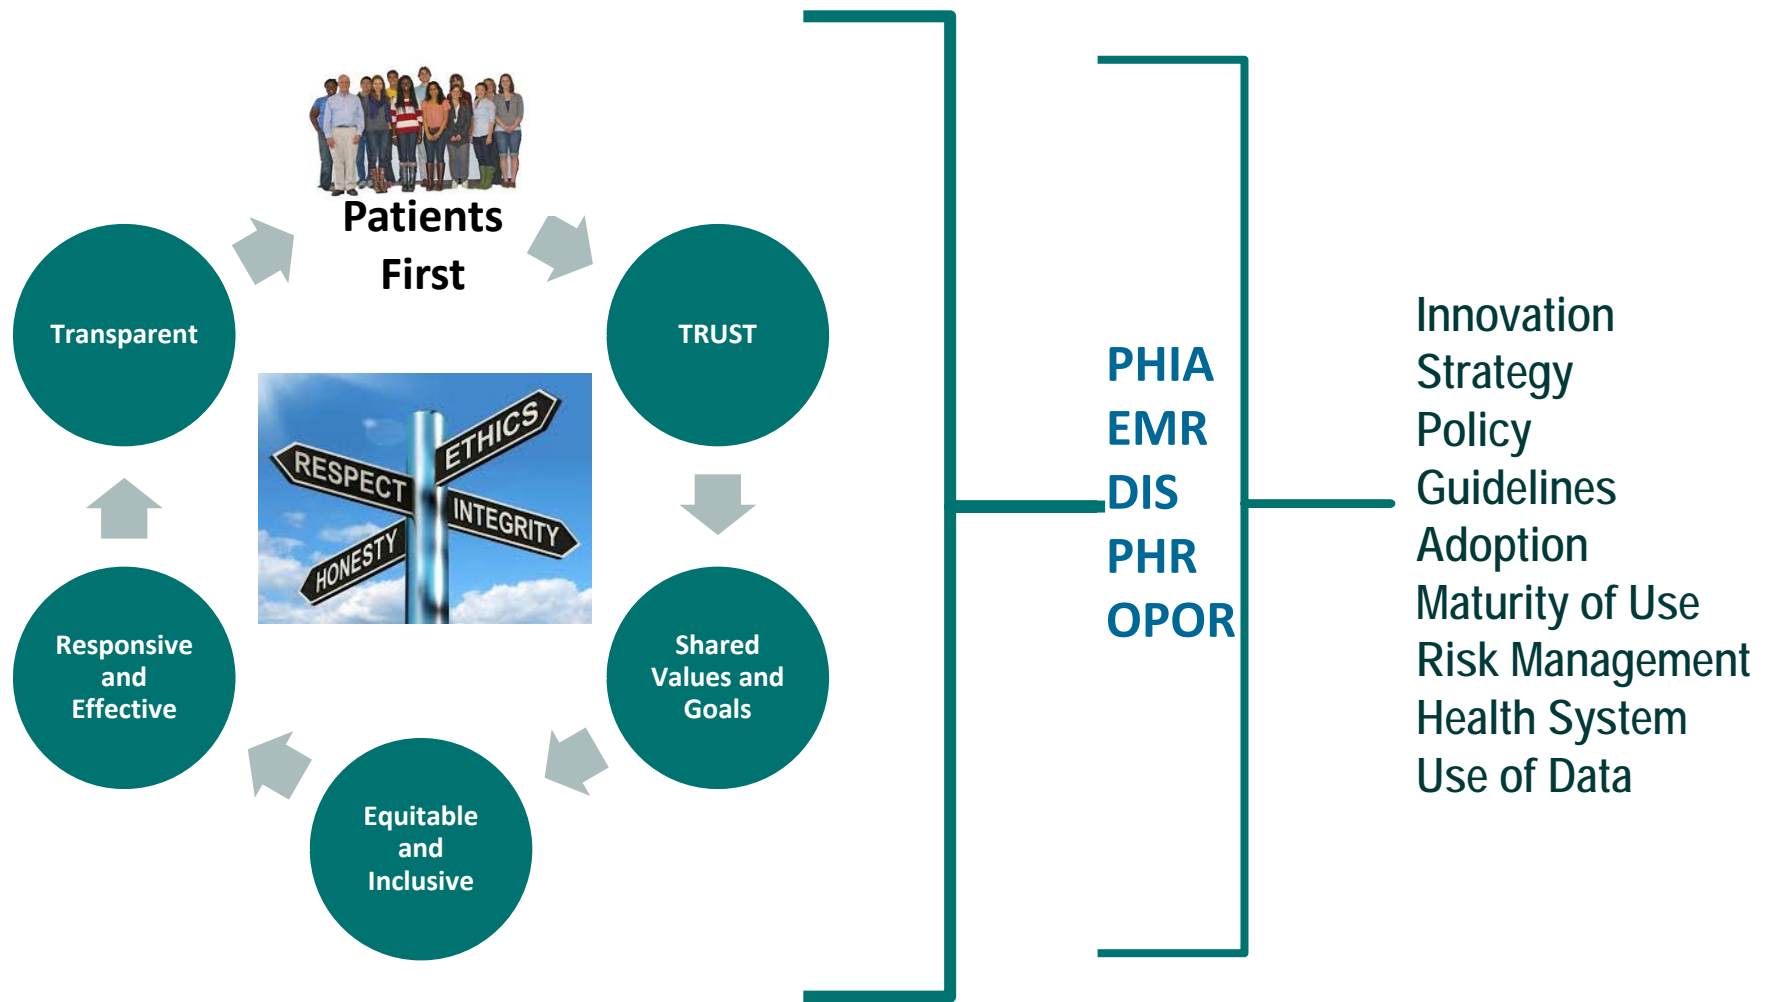 Patients
First
TRUST
Shared
Values and
Goals
Equitable
and
Inclusive
Responsive
and
Effective
Transparent
ETHICS
RESPECT
INTEGRITY
HONESTY
PHIA
EMR
DIS
PHR
OPOR
Innovation
Strategy
Policy
Guidelines
Adoption
Maturity of Use
Risk Management
Health System
Use of Data